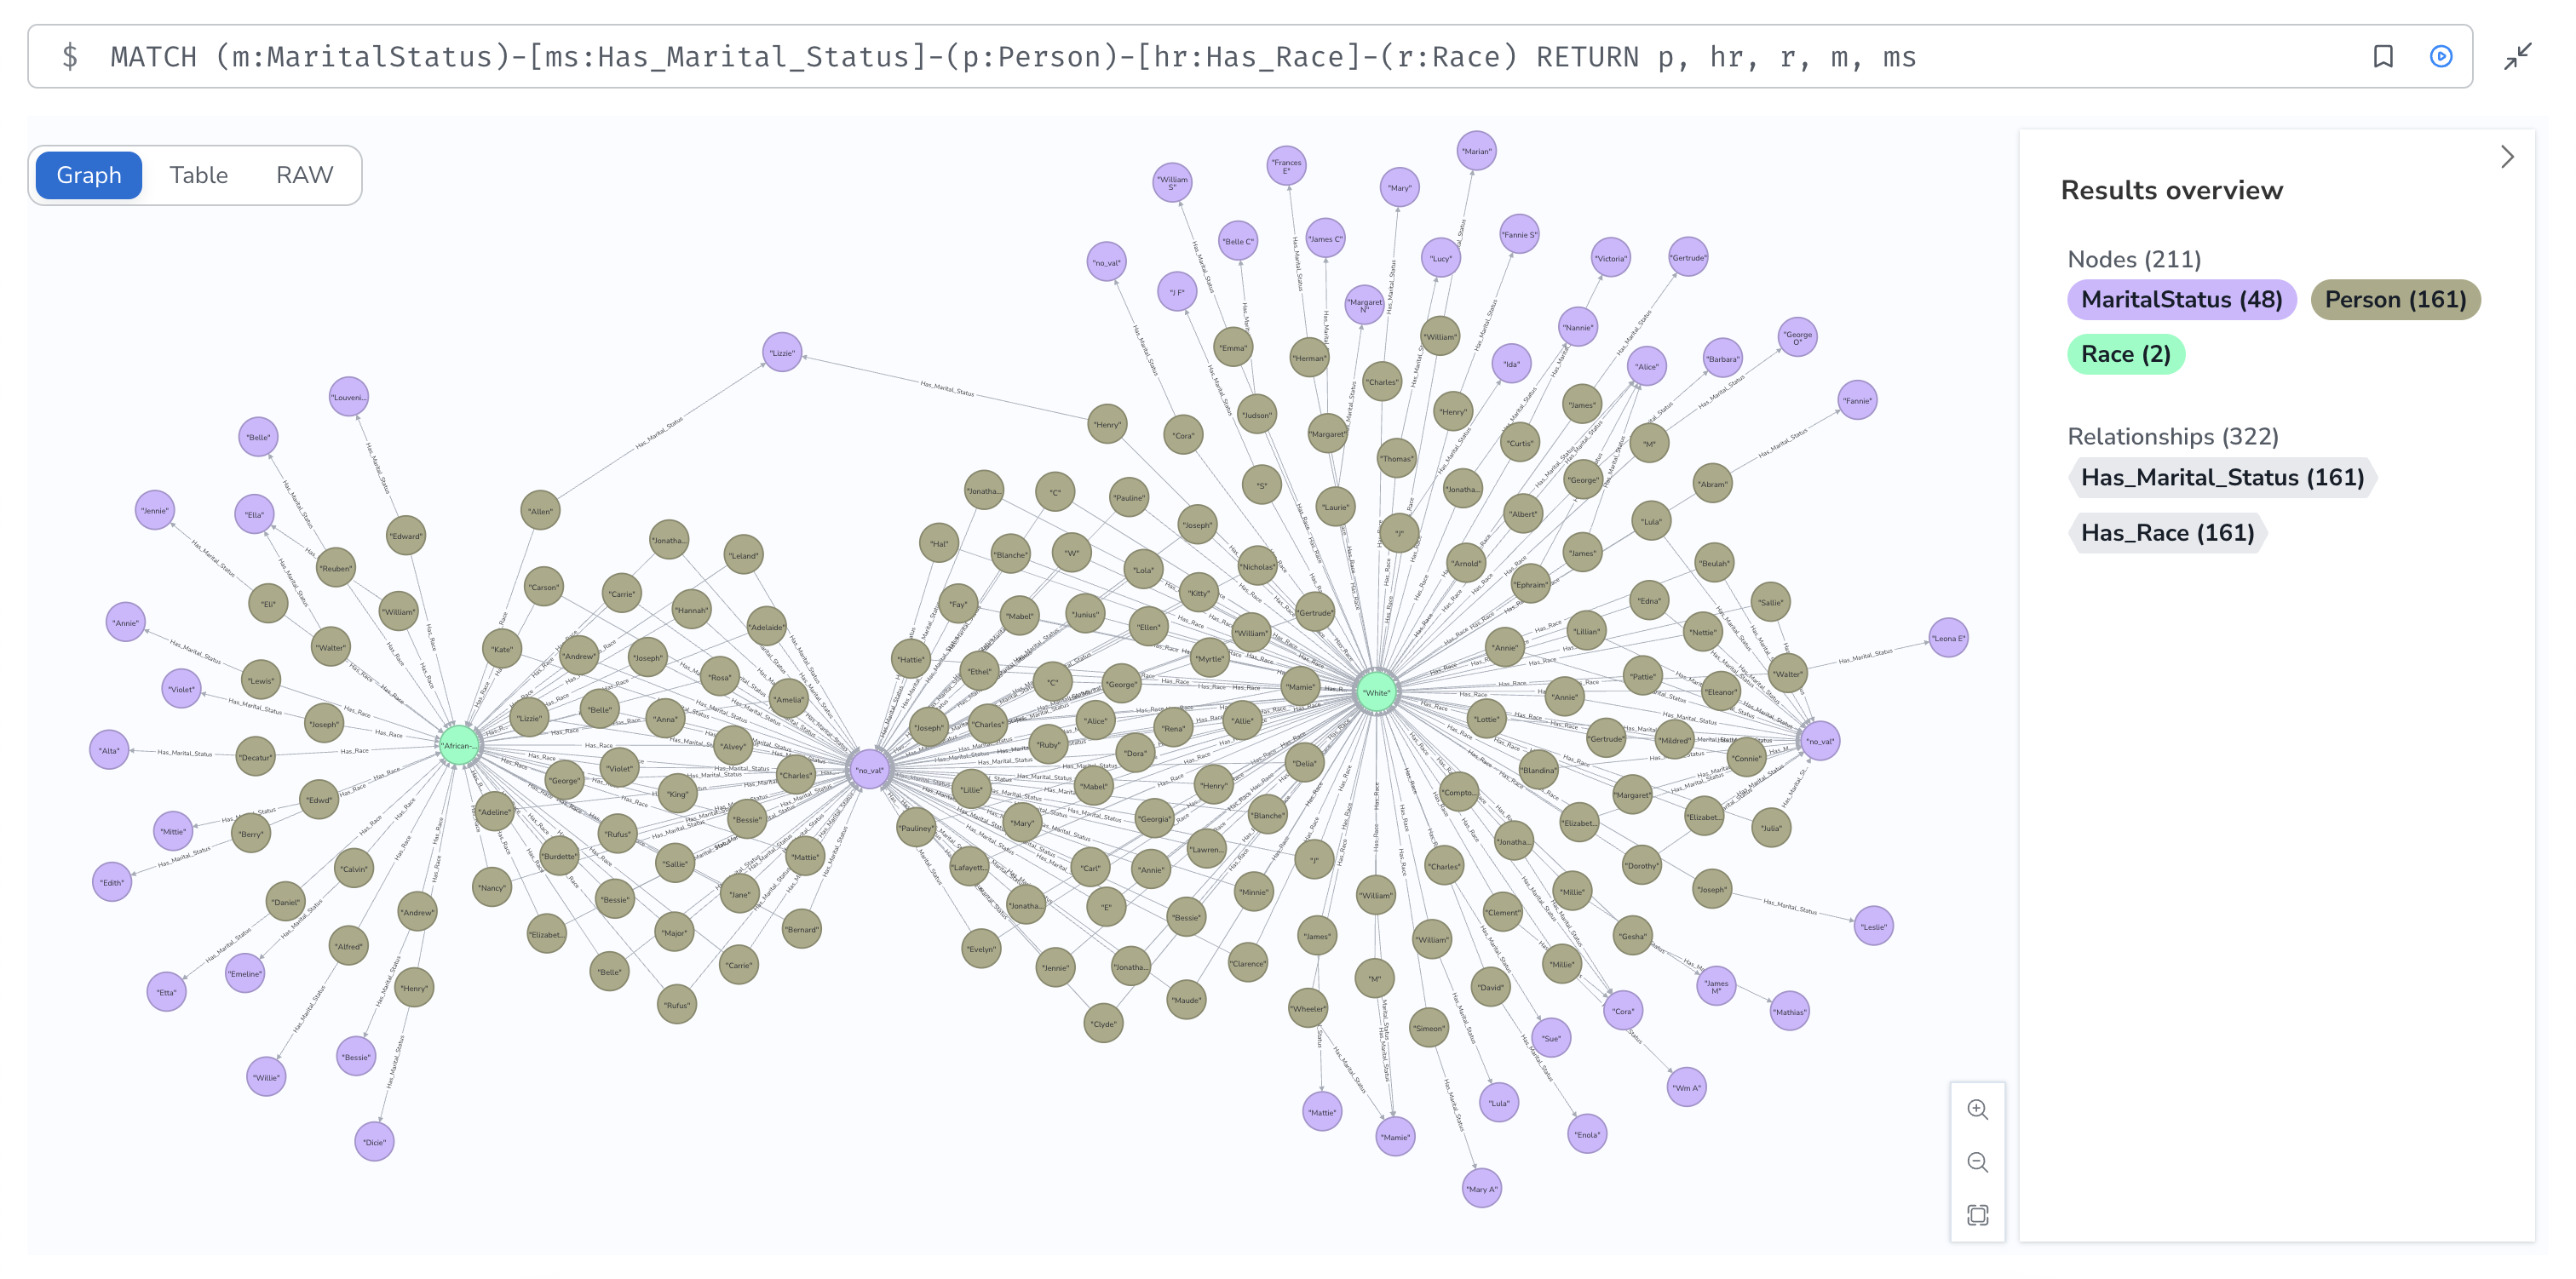 $ MATCH (m:MaritalStatus)-[ms:Has_Marital_Status]-(p:Person)-[hr:Has_Race]-(r:Race) RETURN p, hr, r, m, ms
Graph Table RAW
Results overview
Nodes (211)
MaritalStatus (48) Person (161)
Race (2)
Relationships (322)
Has_Marital_Status (161)
Has_Race (161)
"Marian"
"Frances E"
"William S"
"Mary"
"Fannie S"
"James C"
"Belle C"
"Lucy"
"Victoria"
"Gertrude"
"no_val"
"J F"
"Margaret N"
"Nannie"
"William"
"George O"
"Emma"
"Lizzie"
"Herman"
"Barbara"
"Ida"
"Alice"
"Charles"
"Louveni...
"Fannie"
"James"
"Henry"
"Judson"
"Henry"
"Cora"
"Margaret"
"Belle"
"Curtis"
"M"
"Thomas"
"George"
"Abram"
"S"
"Jonatha...
"Jonatha...
"C"
"Pauline"
"Laurie"
"Jennie"
"Allen"
"Ella"
"Albert"
"Lula"
"Joseph"
"J"
"Edward"
"Jonatha...
"Hal"
"Blanche"
"W"
"James"
"Leland"
"Arnold"
"Beulah"
"Nicholas"
"Reuben"
"Lola"
"Ephraim"
"Carson"
"Carrie"
"Kitty"
"Edna"
"Sallie"
"Eli"
"Fay"
"William"
"Hannah"
"Gertrude"
"Junius"
"Mabel"
"Annie"
"Adelaide"
"Ellen"
"William"
"Lillian"
"Nettie"
"Leona E"
"Walter"
"Kate"
"Annie"
"Andrew"
"Joseph"
"Hattie"
"Myrtle"
"Ethel"
"Walter"
"Pattie"
"Rosa"
"Lewis"
"C"
"George"
"Mamie"
"Violet"
"White"
"Eleanor"
"Annie"
"Amelia"
"Belle"
"Lizzie"
"Anna"
"Lottie"
"Alice"
"Allie"
"Joseph"
"Charles"
"Joseph"
"Rena"
"Gertrude"
"Mildred"
"no_val"
"African-...
"Alvey"
"Ruby"
"Alta"
"Dora"
"Decatur"
"Connie"
"Delia"
"Violet"
"no_val"
"Blandina"
"Charles"
"George"
"Henry"
"Mabel"
"Lillie"
"Compto...
"King"
"Margaret"
"Edwd"
"Adeline"
"Blanche"
"Elizabet...
"Georgia"
"Bessie"
"Mary"
"Elizabet...
"Pauliney"
"Julia"
"Mittie"
"Berry"
"Rufus"
"Jonatha...
"Lawren...
"Burdette"
"Mattie"
"J"
"Sallie"
"Charles"
"Dorothy"
"Lafayett...
"Carl"
"Calvin"
"Annie"
"Edith"
"Nancy"
"Joseph"
"Millie"
"Minnie"
"Jane"
"William"
"Bessie"
"Daniel"
"Jonatha...
"E"
"Andrew"
"Clement"
"Bessie"
"Leslie"
"Bernard"
"Major"
"Elizabet...
"James"
"Gesha"
"William"
"Alfred"
"Evelyn"
"Clarence"
"Millie"
"Carrie"
"Jennie"
"Jonatha...
"Belle"
"Emeline"
"M"
"James M"
"Henry"
"David"
"Etta"
"Maude"
"Rufus"
"Wheeler"
"Cora"
"Mathias"
"Clyde"
"Simeon"
"Sue"
"Bessie"
"Willie"
"Wm A"
"Lula"
"Mattie"
"Enola"
"Mamie"
"Dicie"
"Mary A"
Has_Marital_Status
Has_Race